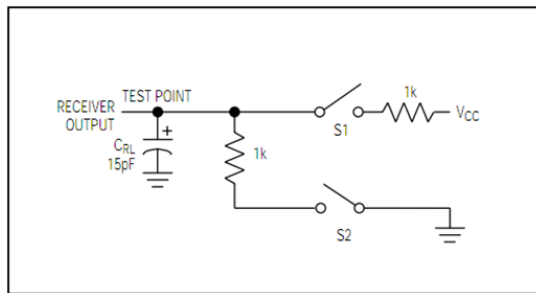 RECEIVER
OUTPUT
TEST POINT
+
CRL
15pF
1k
S1
1k
VCC
S2